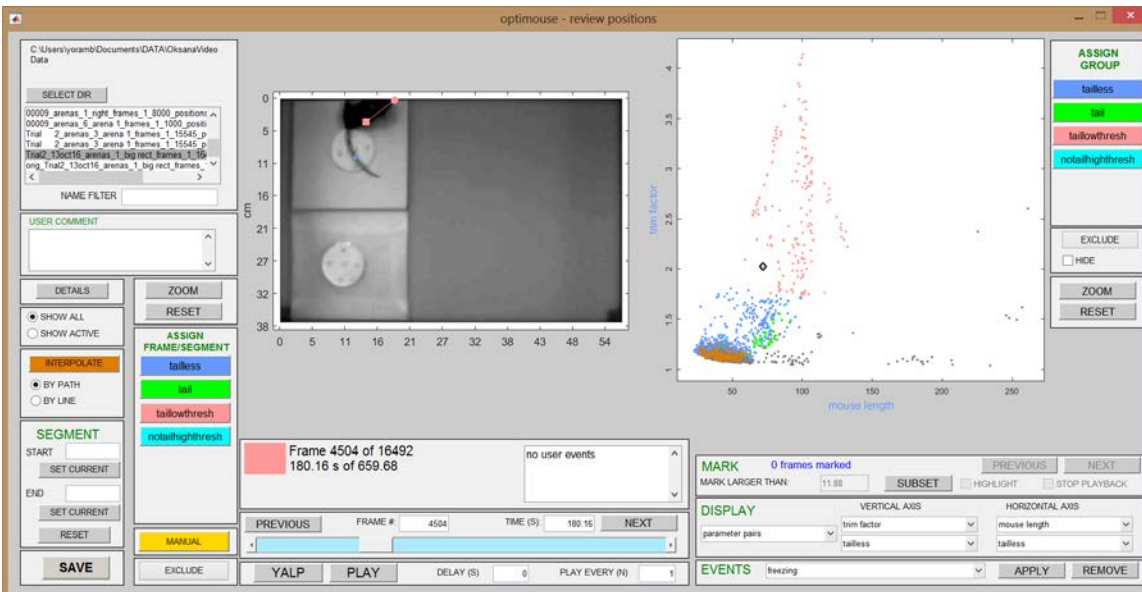 optimouse - review positions
C:\Users\yoramb\Documents\DATA\OksanaVideo
Data
SELECT DIR
00009_arenas_1_right_frames_1_8000_positions
00009_arenas_6_arena 1_frames_1_1000_positi
Trial 2_arenas_3_arena 1_frames_1_15545_p
Trial 2_arenas_3_arena 1_frames_1_15545_p
Trial2_13oct16_arenas_1_big rect_frames_1_16
orig_Trial2_13oct16_arenas_1_big rect_frames_
NAME FILTER
USER COMMENT
DETAILS
SHOW ALL
SHOW ACTIVE
INTERPOLATE
BY PATH
BY LINE
SEGMENT
START
SET CURRENT
END
SET CURRENT
RESET
SAVE
ZOOM
RESET
ASSIGN
FRAME/SEGMENT
tailless
tail
taillowthresh
notailhighthresh
MANUAL
EXCLUDE
cm
0
5
11
16
21
27
32
38
0 5 11 16 21 27 32 38 43 48 54
Frame 4504 of 16492
180.16 s of 659.68
no user events
PREVIOUS FRAME #: 4504 TIME (S): 180.16 NEXT
YALP PLAY DELAY (S) 0 PLAY EVERY (N) 1
trim factor
4
3.5
3
2.5
2
1.5
1
50 100 150 200 250
mouse length
ASSIGN
GROUP
tailless
tail
taillowthresh
notailhighthresh
EXCLUDE
HIDE
ZOOM
RESET
MARK 0 frames marked PREVIOUS NEXT
MARK LARGER THAN: 11.88 SUBSET HIGHLIGHT STOP PLAYBACK
DISPLAY VERTICAL AXIS HORIZONTAL AXIS
parameter pairs trim factor mouse length
tailless tailless
EVENTS freezing APPLY REMOVE